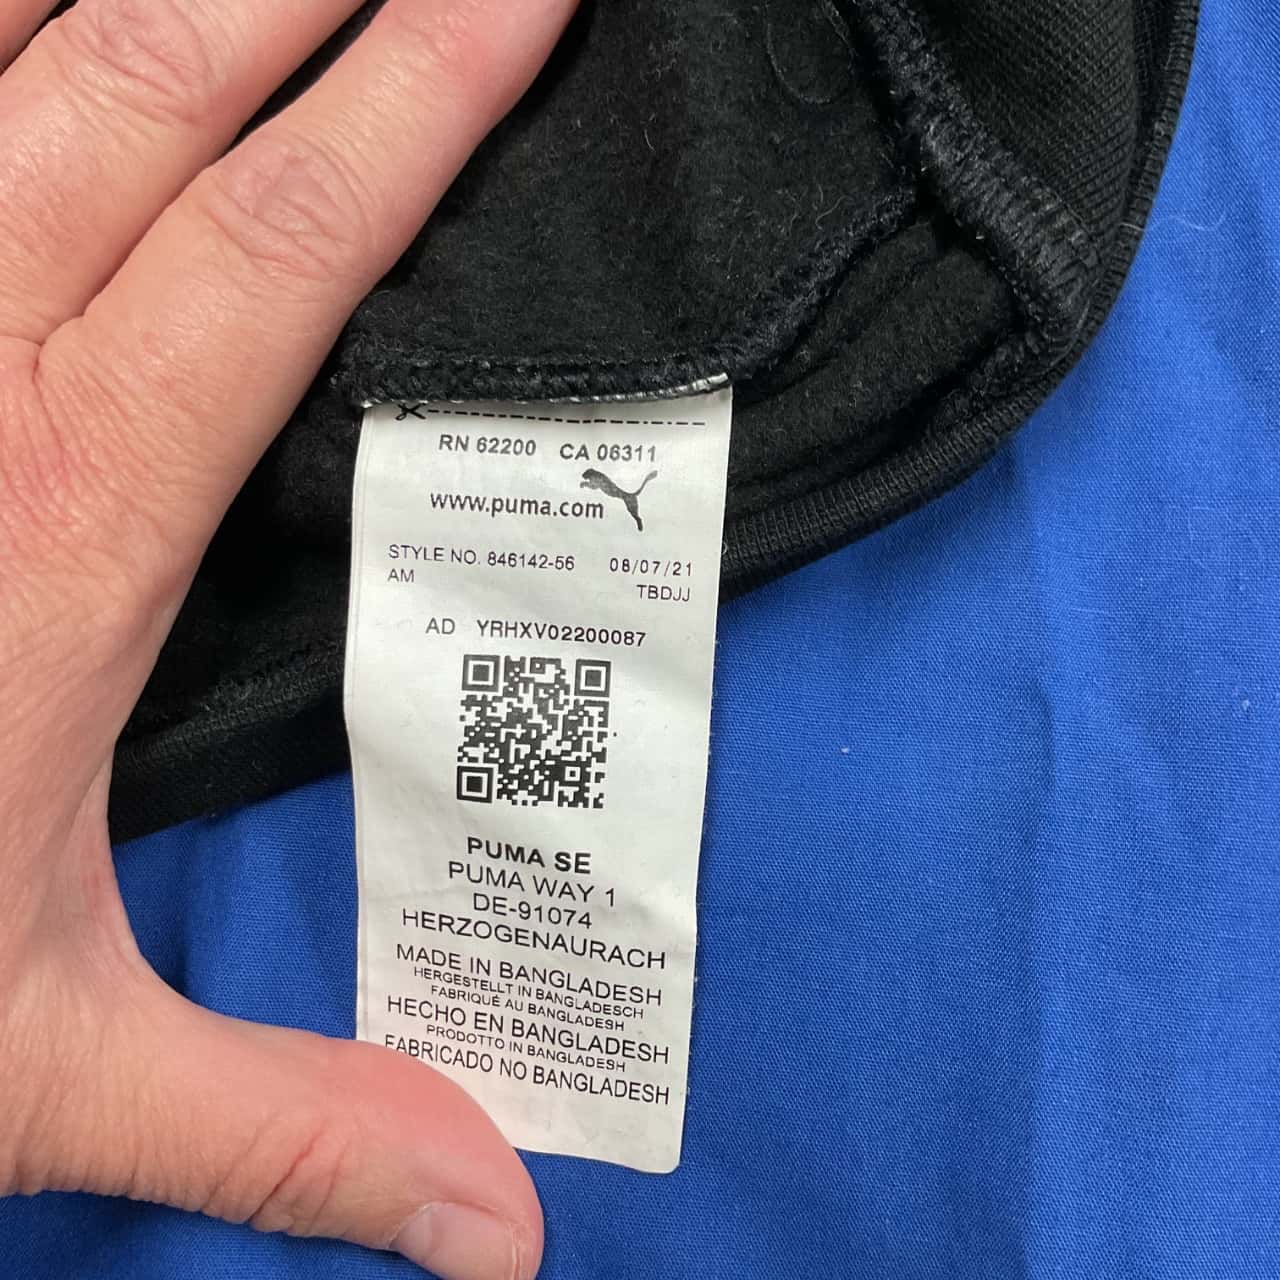 RN 62200 CA 06311
www.puma.com
STYLE NO. 846142-56 08/07/21
AM TBDJJ
AD YRHXV02200087
PUMA SE
PUMA WAY 1
DE-91074
HERZOGENAURACH
MADE IN BANGLADESH
HERGESTELLT IN BANGLADESCH
FABRIQUÉ AU BANGLADESH
HECHO EN BANGLADESH
PRODOTTO IN BANGLADESH
FABRICADO NO BANGLADESH